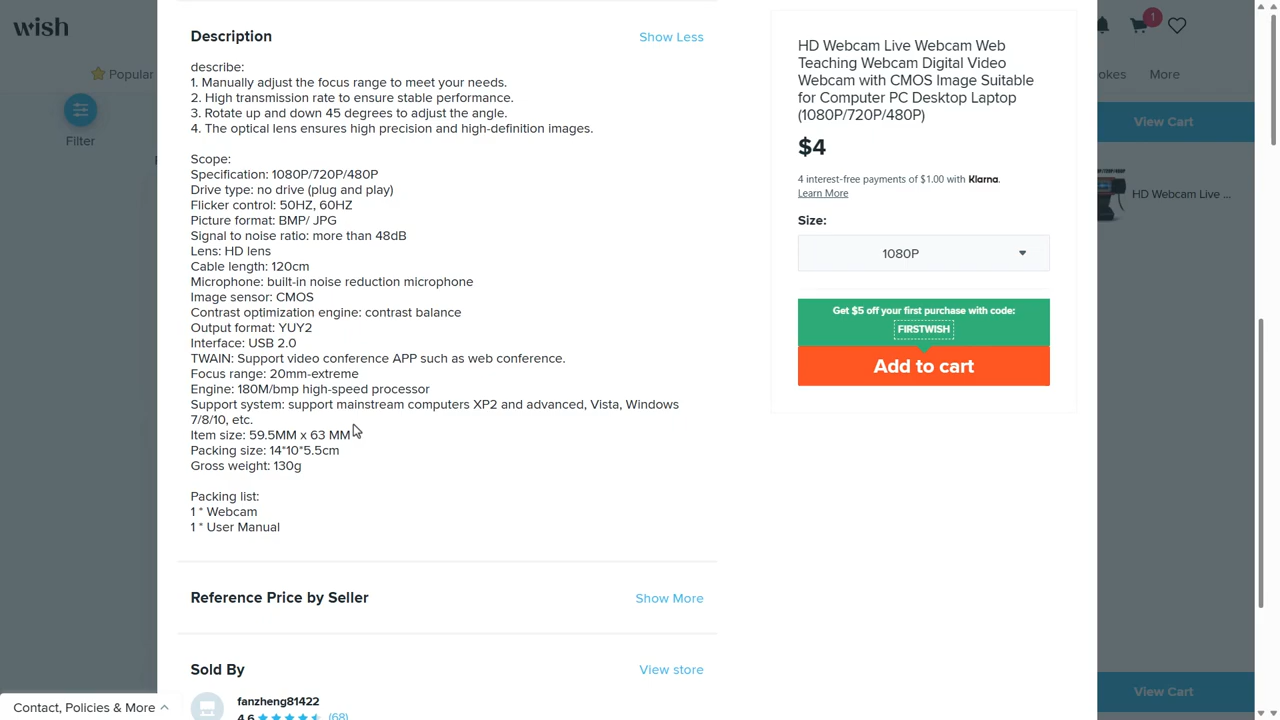 wish
Popular
Filter
Description
Show Less
describe:
1. Manually adjust the focus range to meet your needs.
2. High transmission rate to ensure stable performance.
3. Rotate up and down 45 degrees to adjust the angle.
4. The optical lens ensures high precision and high-definition images.
Scope:
Specification: 1080P/720P/480P
Drive type: no drive (plug and play)
Flicker control: 50HZ, 60HZ
Picture format: BMP/ JPG
Signal to noise ratio: more than 48dB
Lens: HD lens
Cable length: 120cm
Microphone: built-in noise reduction microphone
Image sensor: CMOS
Contrast optimization engine: contrast balance
Output format: YUY2
Interface: USB 2.0
TWAIN: Support video conference APP such as web conference.
Focus range: 20mm-extreme
Engine: 180M/bmp high-speed processor
Support system: support mainstream computers XP2 and advanced, Vista, Windows
7/8/10, etc.
Item size: 59.5MM x 63 MM
Packing size: 14*10*5.5cm
Gross weight: 130g
Packing list:
1 * Webcam
1 * User Manual
Reference Price by Seller
Show More
Sold By
View store
fanzheng81422
4.6
(68)
HD Webcam Live Webcam Web
Teaching Webcam Digital Video
Webcam with CMOS Image Suitable
for Computer PC Desktop Laptop
(1080P/720P/480P)
$4
4 interest-free payments of $1.00 with Klarna.
Learn More
Size:
1080P
Get $5 off your first purchase with code:
FIRSTWISH
Add to cart
1
okes
More
View Cart
HD Webcam Live ...
View Cart
Contact, Policies & More